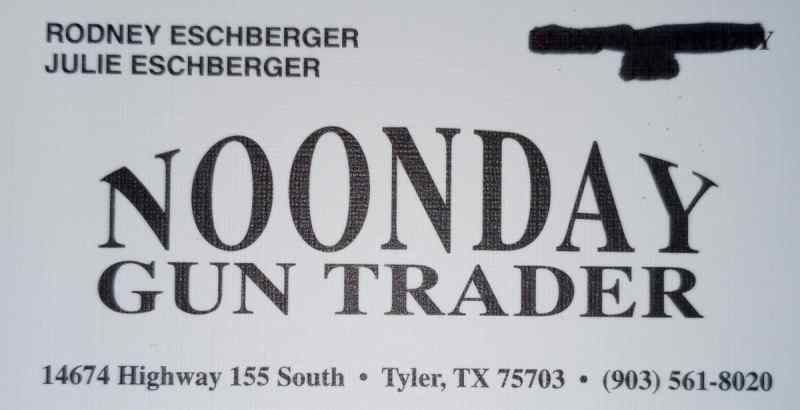 RODNEY ESCHBERGER
JULIE ESCHBERGER
NOONDAY
GUN TRADER
14674 Highway 155 South • Tyler, TX 75703 • (903) 561-8020